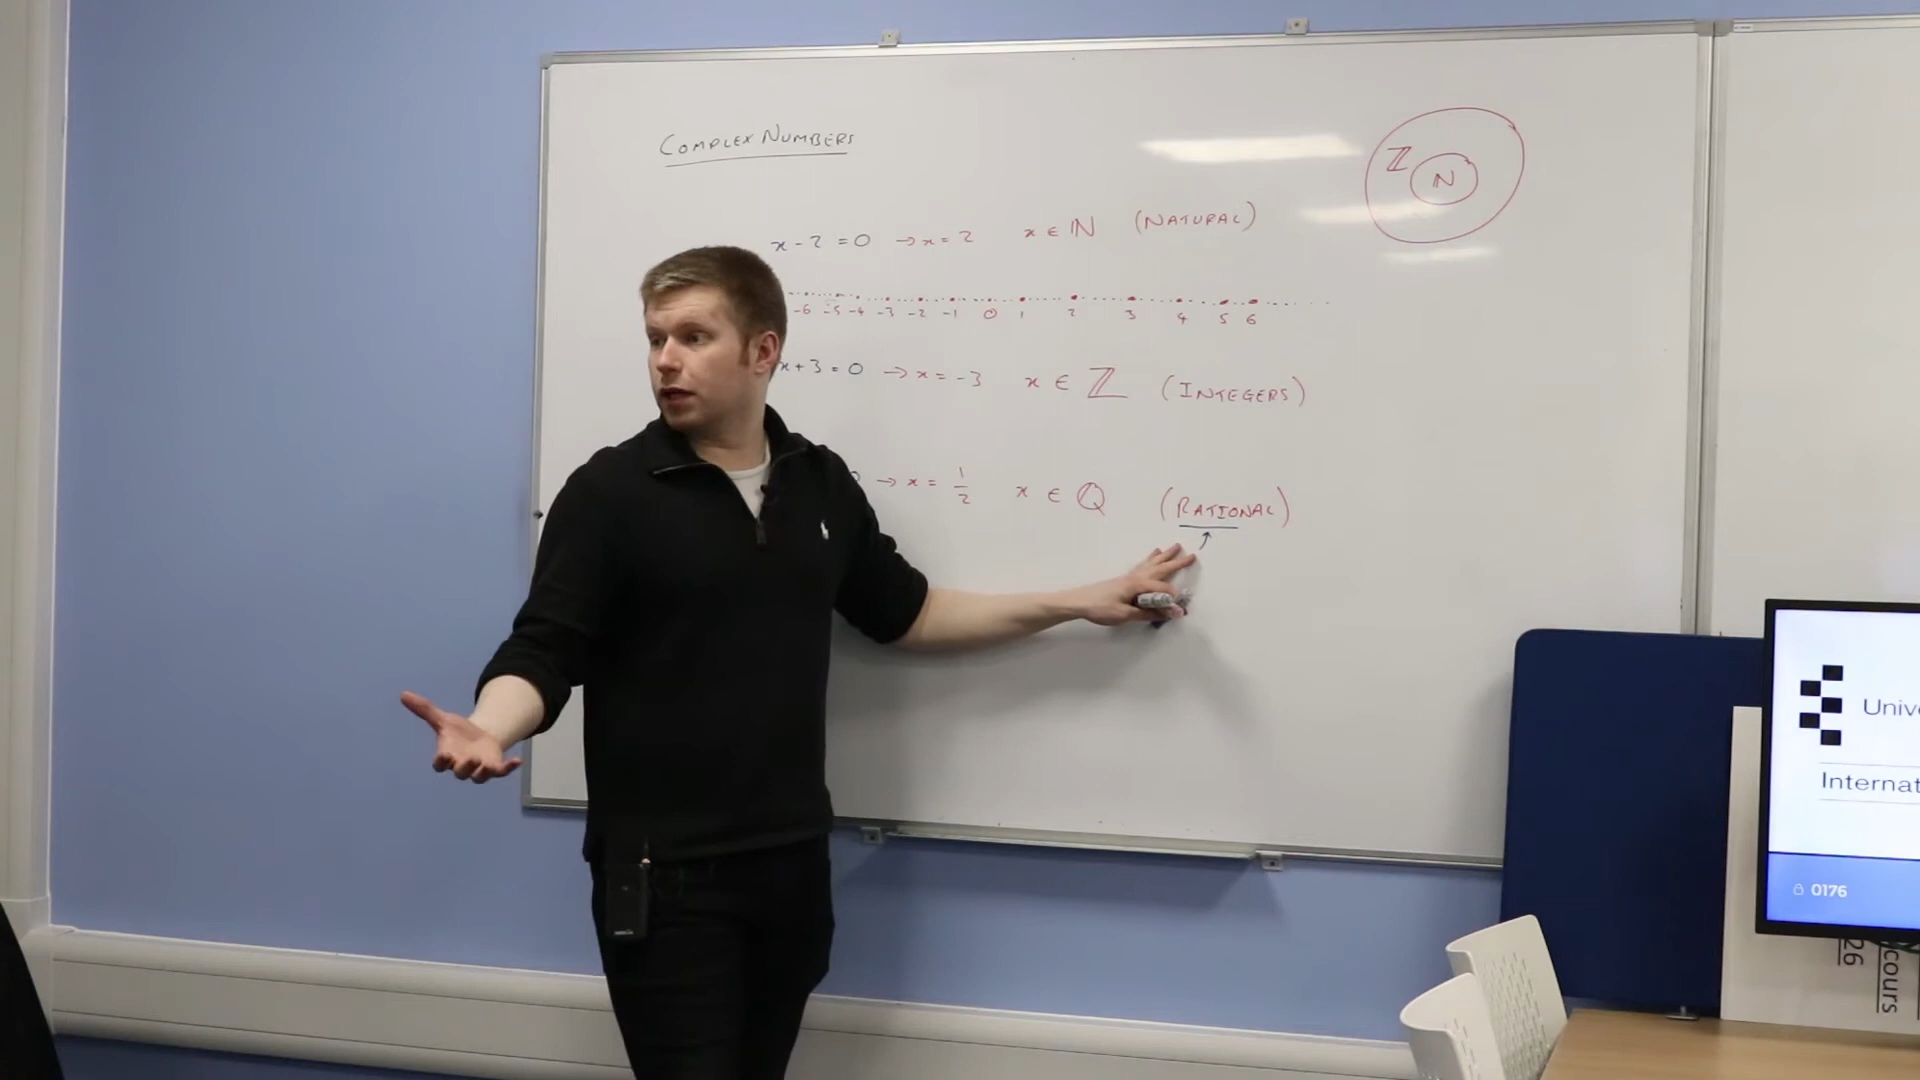 COMPLEX NUMBERS
x - 2 = 0 → x = 2 x ∈ ℕ (NATURAL)
ℤ ℕ
-6 -5 -4 -3 -2 -1 0 1 2 3 4 5 6
x + 3 = 0 → x = -3 x ∈ ℤ (INTEGERS)
→ x = 1/2 x ∈ ℚ (RATIONAL)
Unive
Internat
0176
26
cours